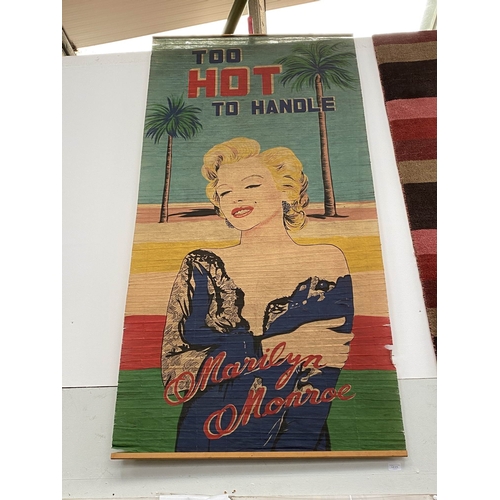 TOO
HOT
TO HANDLE
Marilyn
Monroe